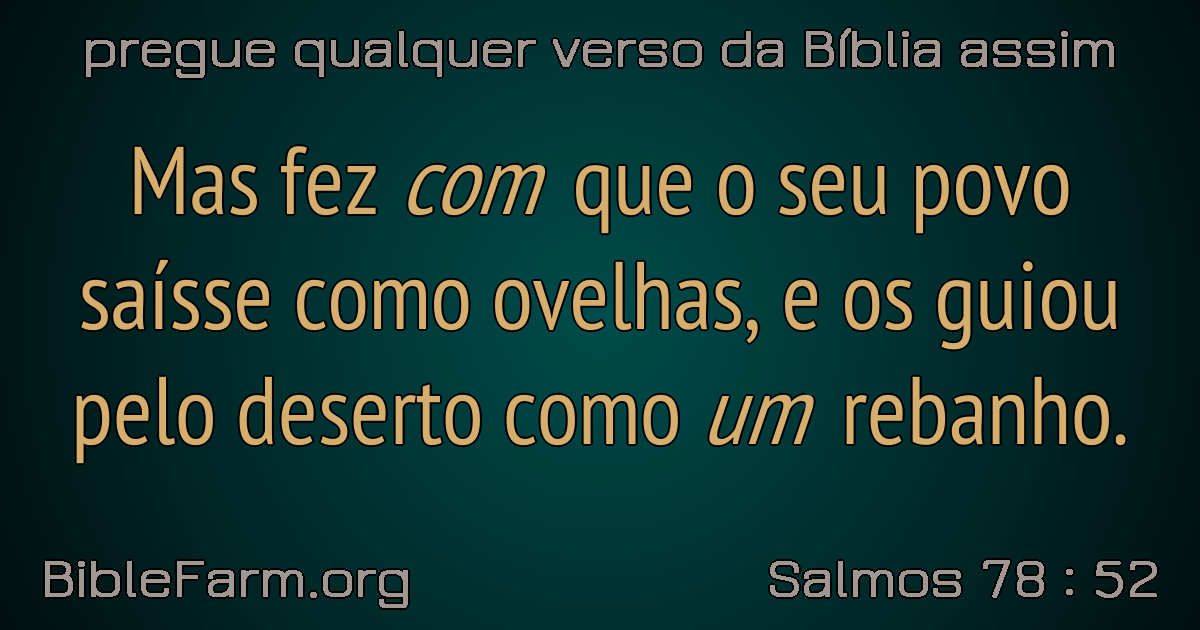 pregue qualquer verso da Bíblia assim
Mas fez com que o seu povo
saísse como ovelhas, e os guiou
pelo deserto como um rebanho.
BibleFarm.org
Salmos 78 : 52